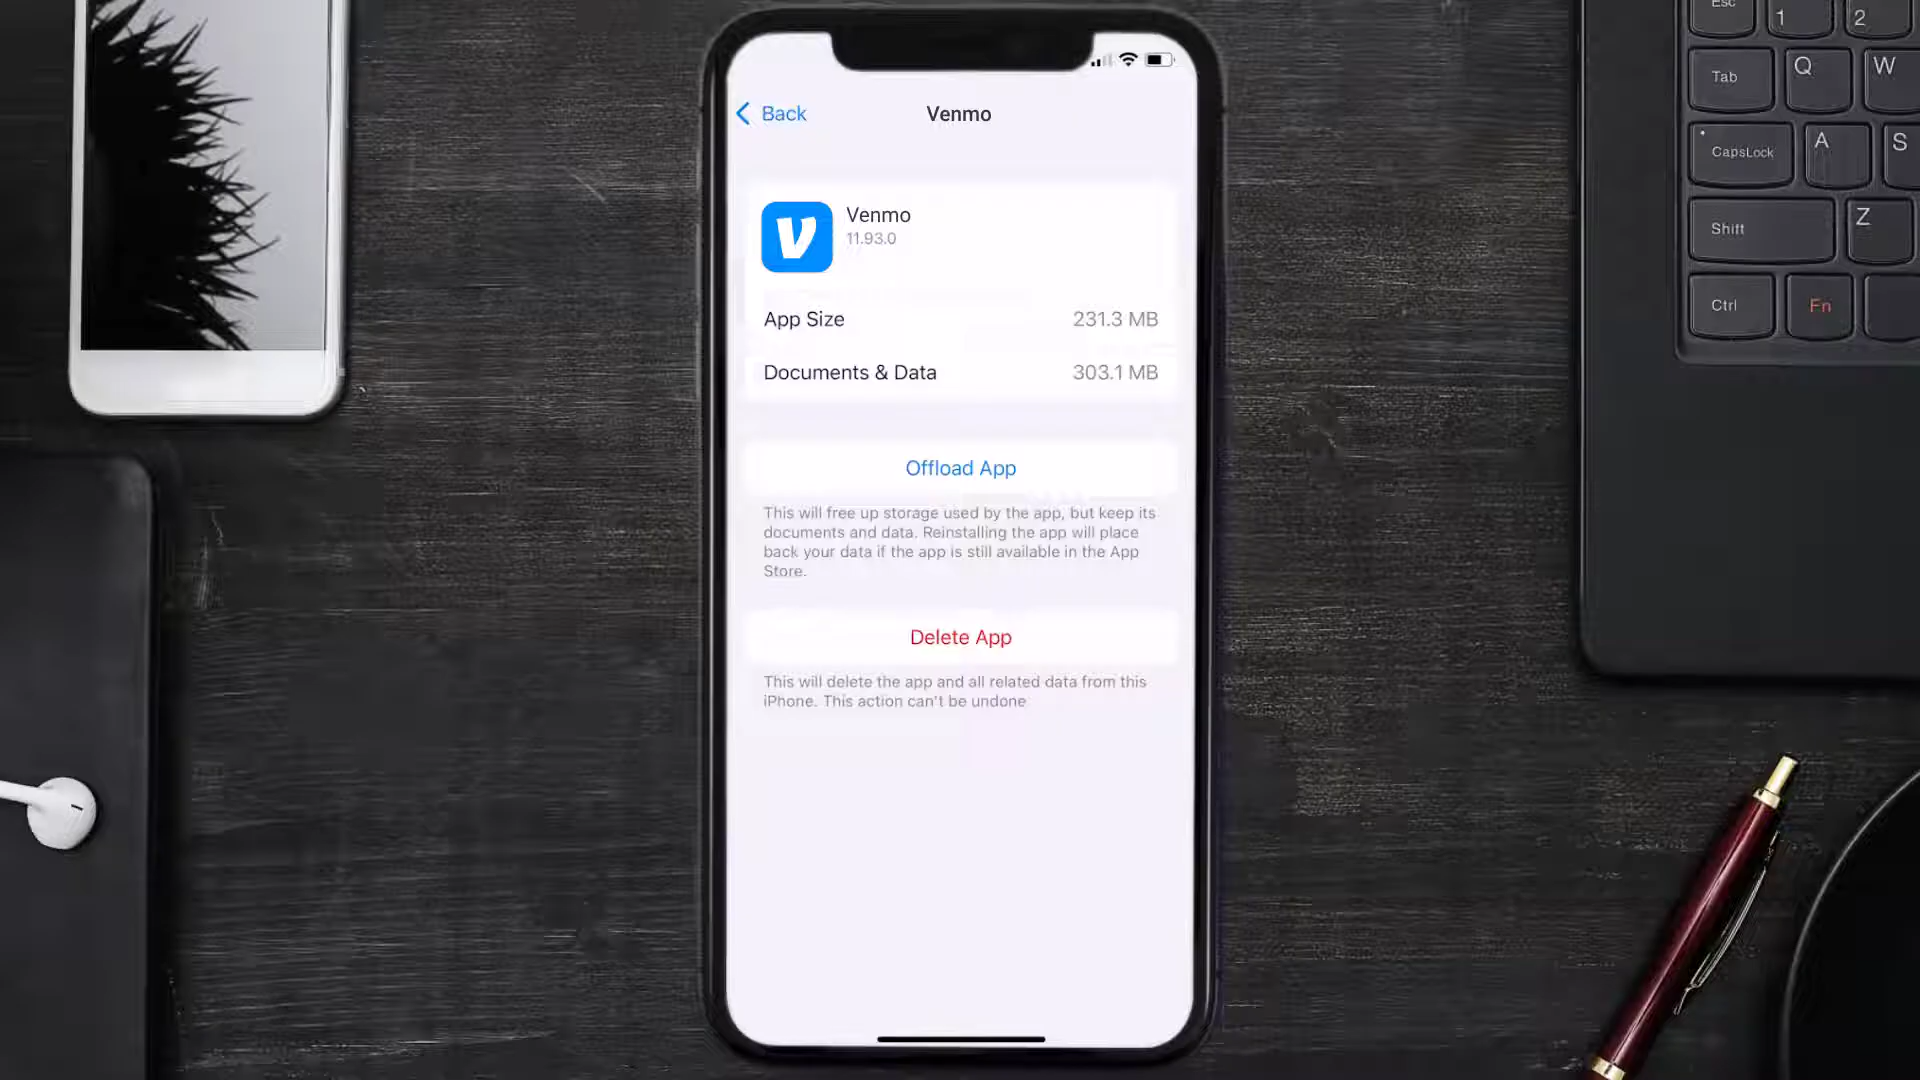 Back
Venmo
Venmo
11.93.0
App Size
231.3 MB
Documents & Data
303.1 MB
Offload App
This will free up storage used by the app, but keep its
documents and data. Reinstalling the app will place
back your data if the app is still available in the App
Store.
Delete App
This will delete the app and all related data from this
iPhone. This action can't be undone
Esc
1
2
Tab
Q
W
CapsLock
A
S
Shift
Z
Ctrl
Fn